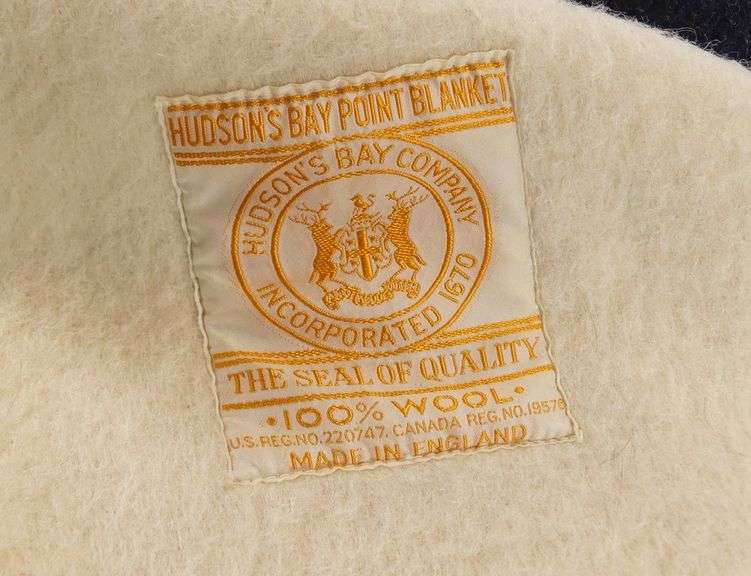 HUDSON'S BAY POINT BLANKET
HUDSON'S BAY COMPANY
INCORPORATED 1670
THE SEAL OF QUALITY
•100% WOOL•
U.S. REG.NO.220747. CANADA REG.NO.
MADE IN ENGLAND